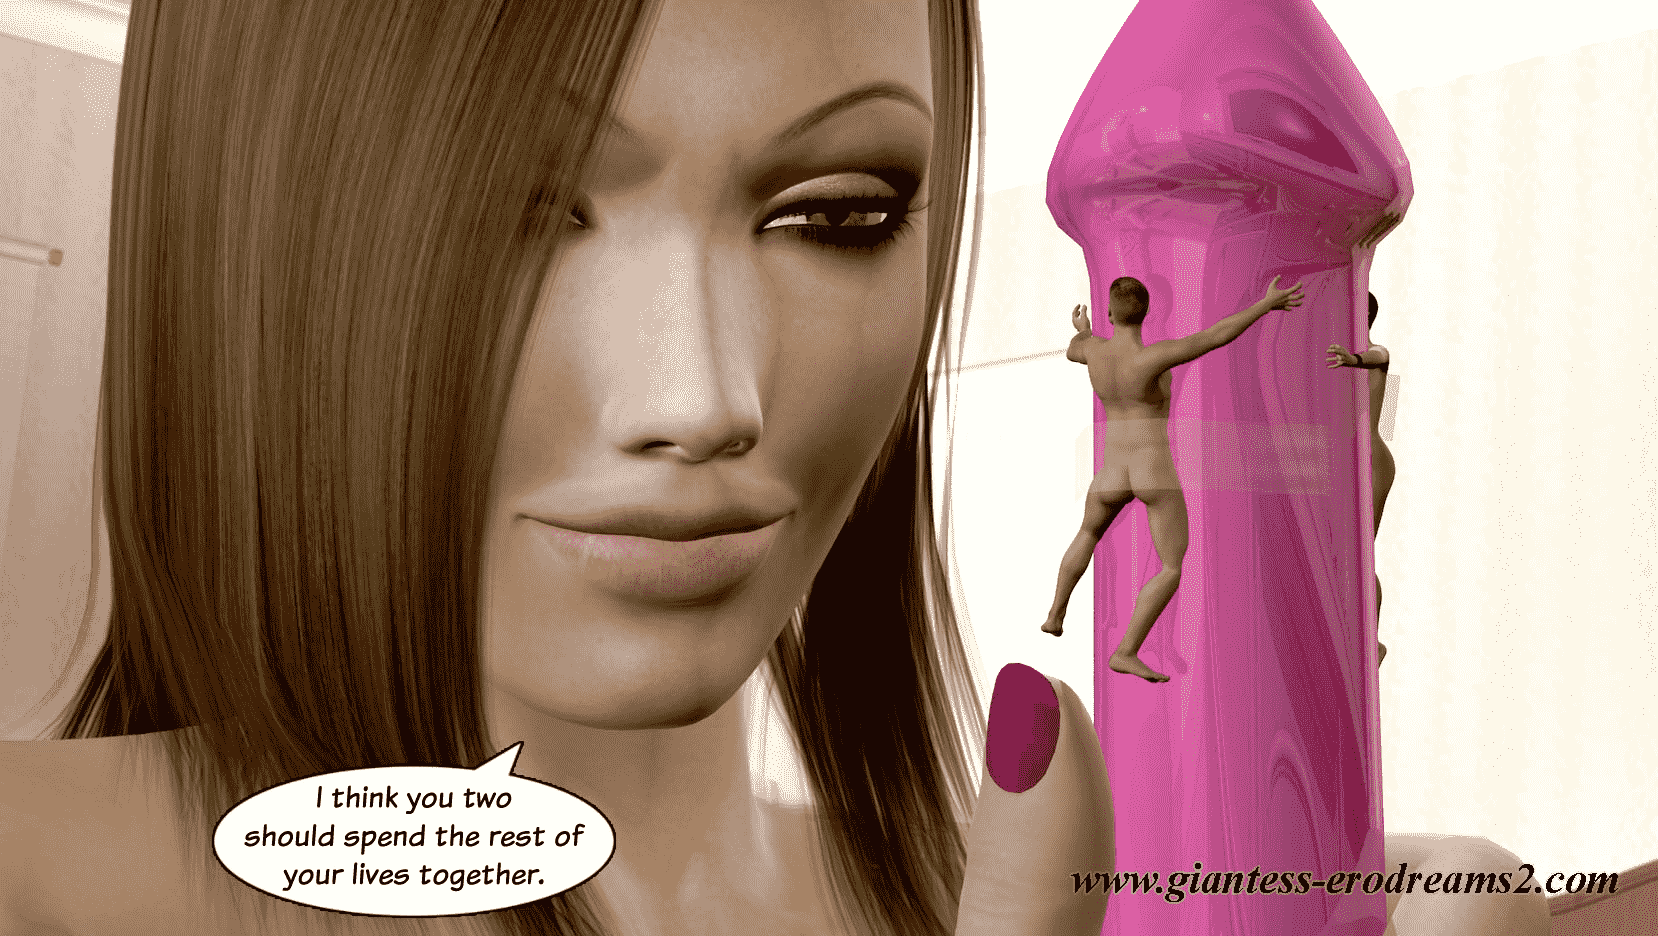 I think you two
should spend the rest of
your lives together.
www.giantess-erodreams2.com